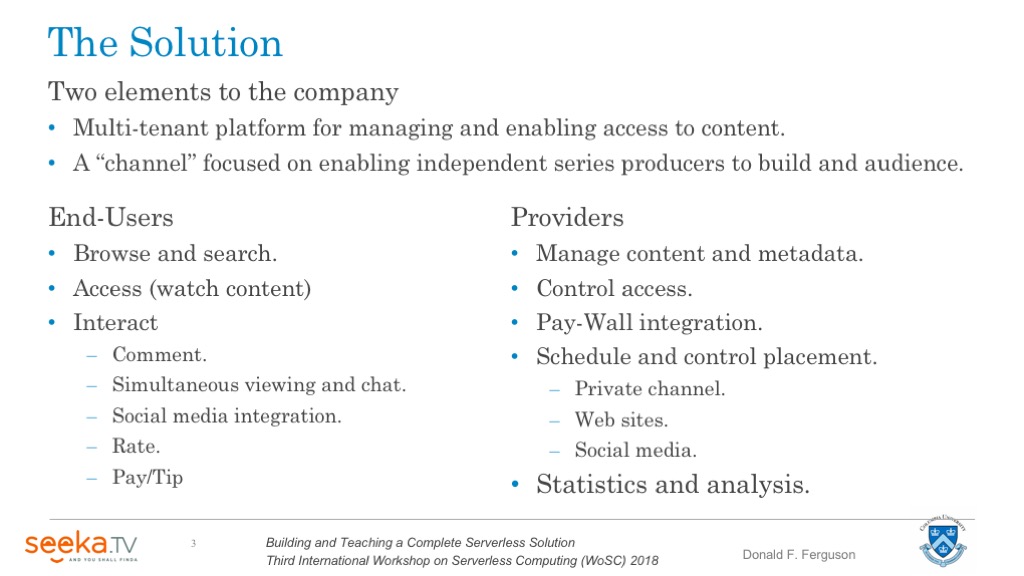 The Solution
Two elements to the company
• Multi-tenant platform for managing and enabling access to content.
• A “channel” focused on enabling independent series producers to build and audience.
End-Users
• Browse and search.
• Access (watch content)
• Interact
– Comment.
– Simultaneous viewing and chat.
– Social media integration.
– Rate.
– Pay/Tip
Providers
• Manage content and metadata.
• Control access.
• Pay-Wall integration.
• Schedule and control placement.
– Private channel.
– Web sites.
– Social media.
• Statistics and analysis.
seeka.TV
AND YOU SHALL FINDA
3
Building and Teaching a Complete Serverless Solution
Third International Workshop on Serverless Computing (WoSC) 2018
Donald F. Ferguson
COLUMBIA UNIVERSITY